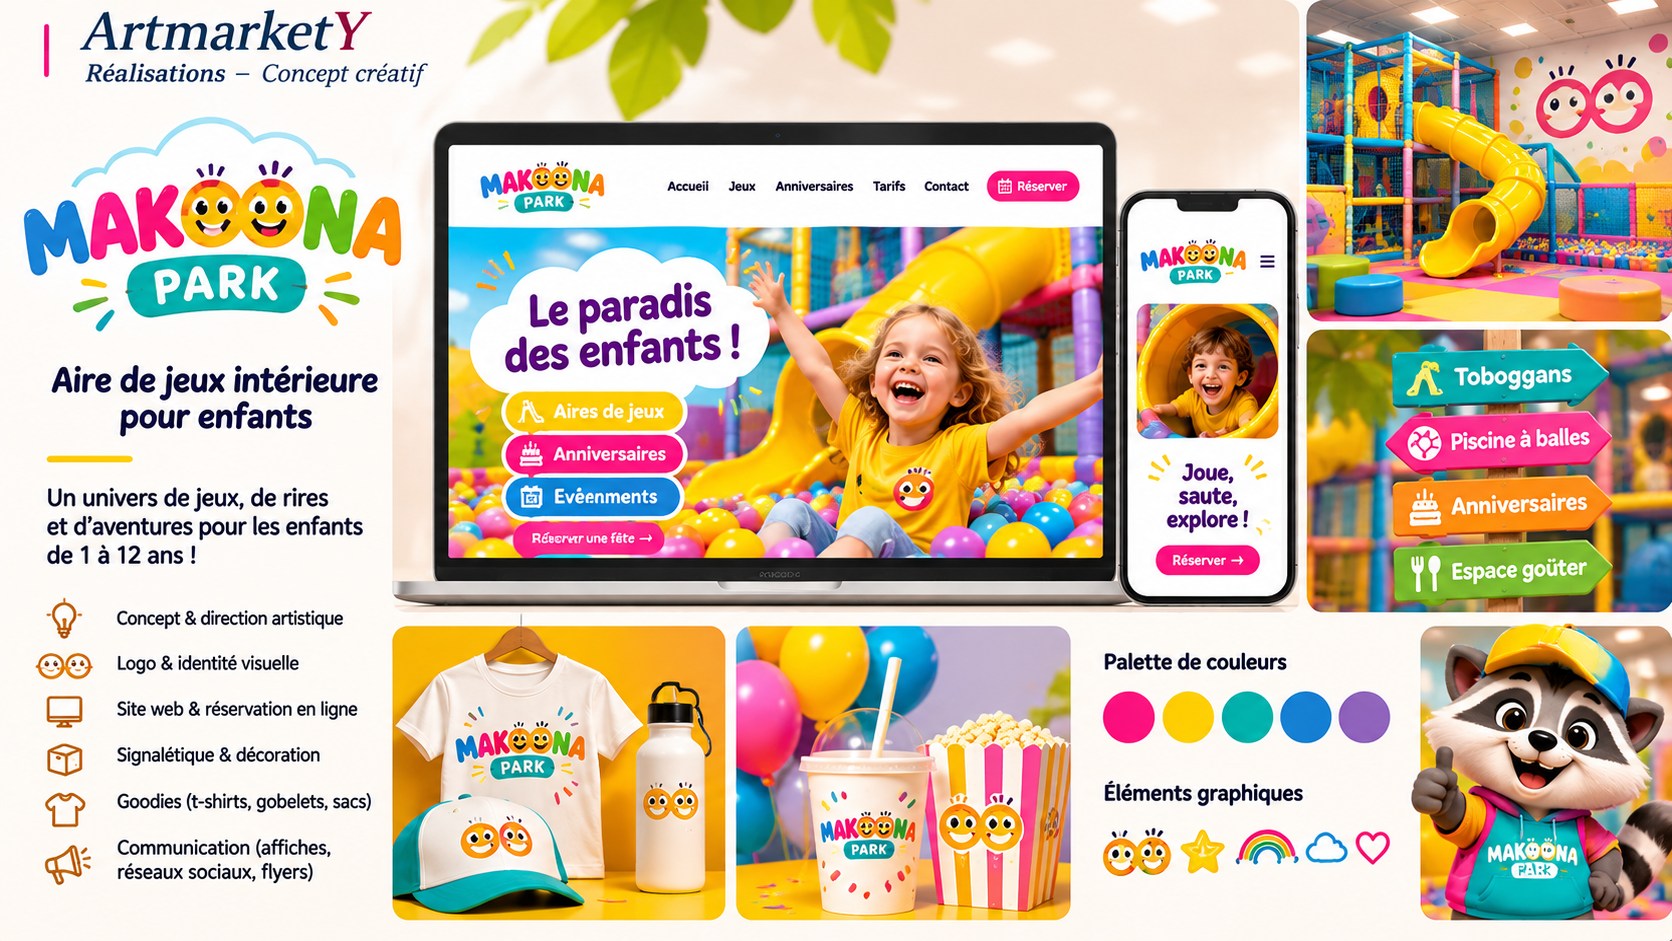 ArtmarketY
Réalisations – Concept créatif
MAKOONA
PARK
Aire de jeux intérieure
pour enfants
Un univers de jeux, de rires
et d’aventures pour les enfants
de 1 à 12 ans !
Concept & direction artistique
Logo & identité visuelle
Site web & réservation en ligne
Signalétique & décoration
Goodies (t-shirts, gobelets, sacs)
Communication (affiches,
réseaux sociaux, flyers)
MAKOONA
PARK
Accueil Jeux Anniversaires Tarifs Contact Réserver
Le paradis
des enfants !
Aires de jeux
Anniversaires
Evéenments
une fête →
MAKOONA
PARK
Joue,
saute,
explore !
Réserver →
Toboggans
Piscine à balles
Anniversaires
Espace goûter
MAKOONA
PARK
MAKOONA
PARK
Palette de couleurs
Éléments graphiques
MAKOONA
PARK